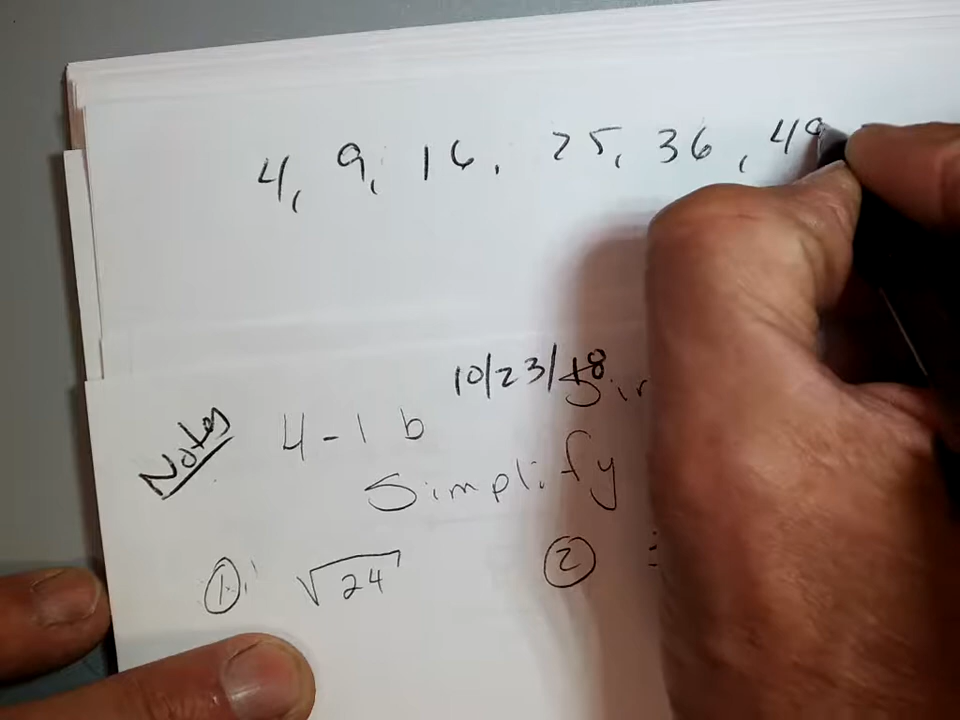 4, 9, 16, 25, 36, 49
10/23/18
Notes 4-1 b
Simplify
① √24 ②